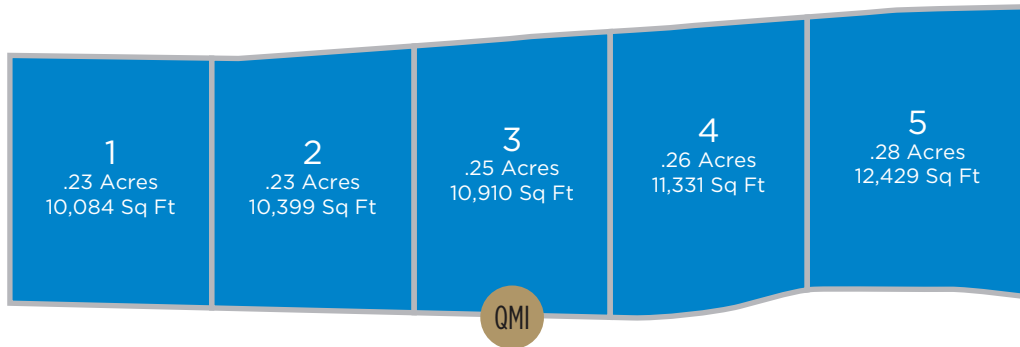 1
.23 Acres
10,084 Sq Ft
2
.23 Acres
10,399 Sq Ft
3
.25 Acres
10,910 Sq Ft
4
.26 Acres
11,331 Sq Ft
5
.28 Acres
12,429 Sq Ft
QMI